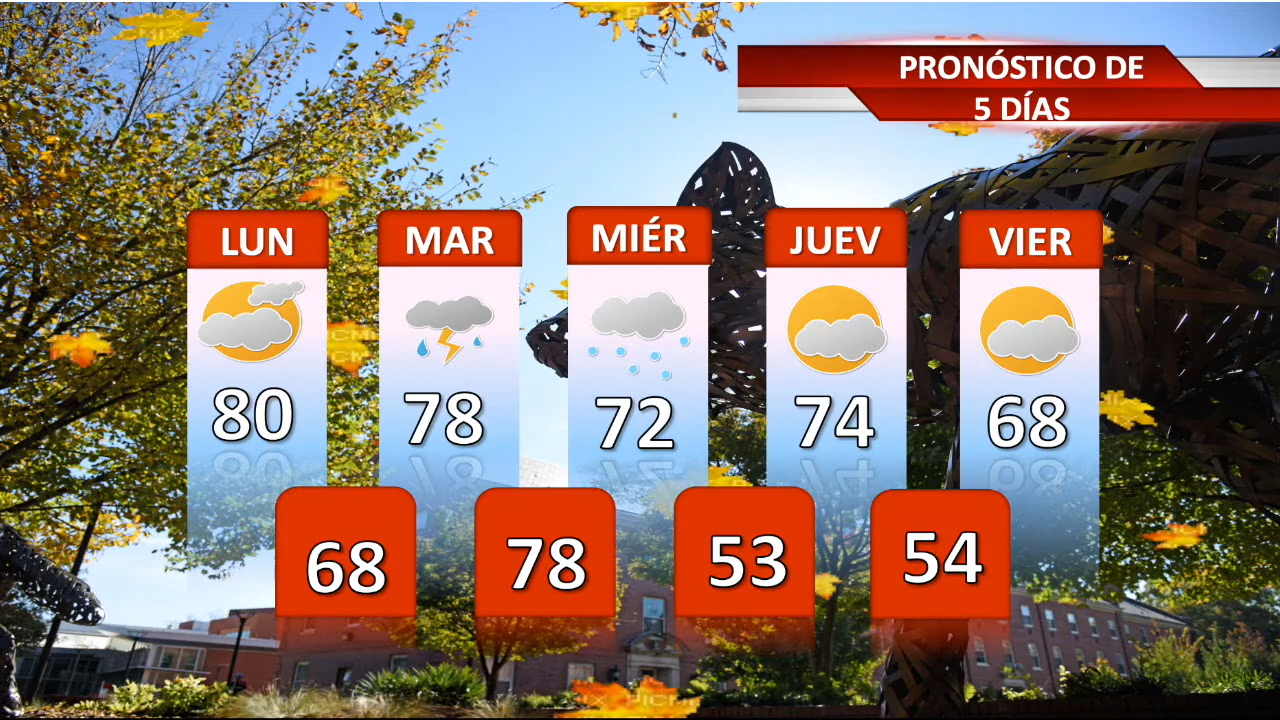 PRONÓSTICO DE
5 DÍAS
LUN MAR MIÉR JUEV VIER
80 78 72 74 68
68 78 53 54